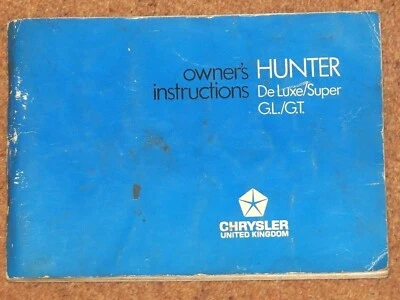 owner's HUNTER
instructions De Luxe/Super
G.L./G.T.
CHRYSLER
UNITED KINGDOM